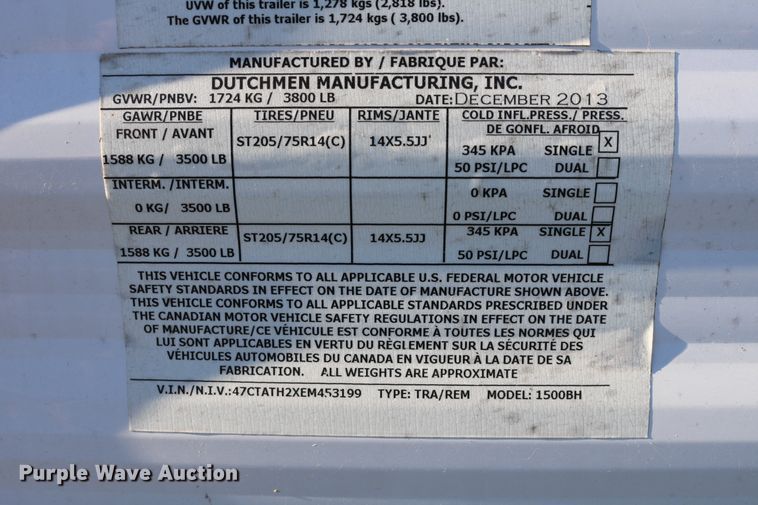 UVW of this trailer is 1,278 kgs (2,818 lbs).
The GVWR of this trailer is 1,724 kgs ( 3,800 lbs).
MANUFACTURED BY / FABRIQUE PAR:
DUTCHMEN MANUFACTURING, INC.
GVWR/PNBV: 1724 KG / 3800 LB DATE: DECEMBER 2013
GAWR/PNBE TIRES/PNEU RIMS/JANTE COLD INFL.PRESS./ PRESS. DE GONFL. AFROID
FRONT / AVANT
1588 KG / 3500 LB ST205/75R14(C) 14X5.5JJ 345 KPA SINGLE X
50 PSI/LPC DUAL
INTERM. /INTERM. 0 KPA SINGLE
0 KG/ 3500 LB 0 PSI/LPC DUAL
REAR / ARRIERE 345 KPA SINGLE X
1588 KG / 3500 LB ST205/75R14(C) 14X5.5JJ 50 PSI/LPC DUAL
THIS VEHICLE CONFORMS TO ALL APPLICABLE U.S. FEDERAL MOTOR VEHICLE
SAFETY STANDARDS IN EFFECT ON THE DATE OF MANUFACTURE SHOWN ABOVE.
THIS VEHICLE CONFORMS TO ALL APPLICABLE STANDARDS PRESCRIBED UNDER
THE CANADIAN MOTOR VEHICLE SAFETY REGULATIONS IN EFFECT ON THE DATE
OF MANUFACTURE/CE VÉHICULE EST CONFORME À TOUTES LES NORMES QUI
LUI SONT APPLICABLES EN VERTU DU RÈGLEMENT SUR LA SÉCURITÉ DES
VÉHICULES AUTOMOBILES DU CANADA EN VIGUEUR À LA DATE DE SA
FABRICATION. ALL WEIGHTS ARE APPROXIMATE
V.I.N./N.I.V.:47CTATH2XEM453199 TYPE: TRA/REM MODEL: 1500BH
Purple Wave Auction